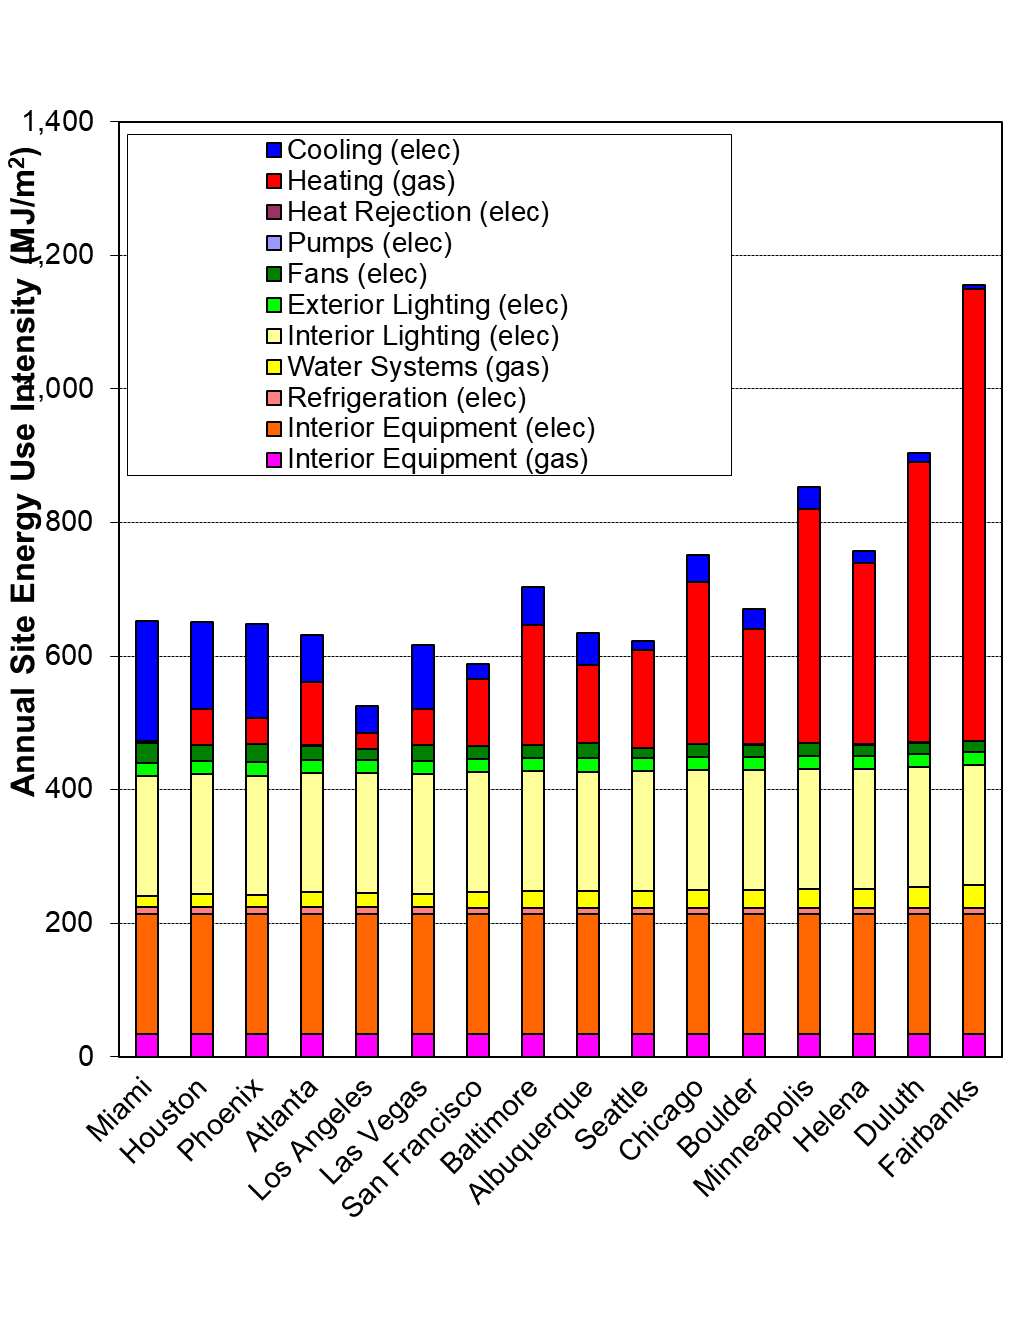 1,400
1,200
1,000
800
600
400
200
0
Annual Site Energy Use Intensity (MJ/m²)
Cooling (elec)
Heating (gas)
Heat Rejection (elec)
Pumps (elec)
Fans (elec)
Exterior Lighting (elec)
Interior Lighting (elec)
Water Systems (gas)
Refrigeration (elec)
Interior Equipment (elec)
Interior Equipment (gas)
Miami
Houston
Phoenix
Atlanta
Los Angeles
Las Vegas
San Francisco
Baltimore
Albuquerque
Seattle
Chicago
Boulder
Minneapolis
Helena
Duluth
Fairbanks